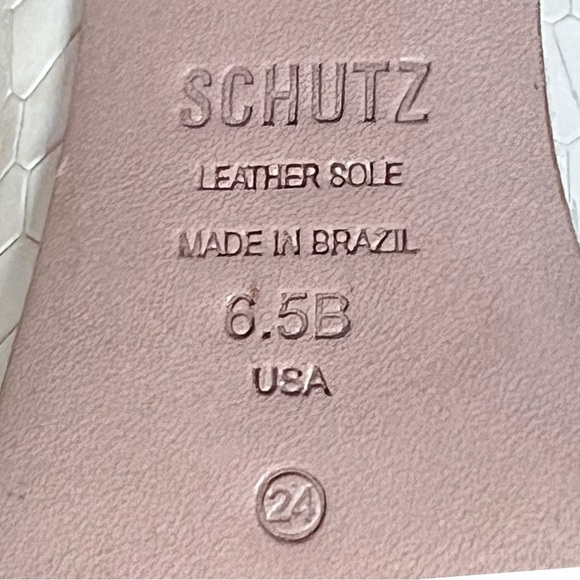 SCHUTZ
LEATHER SOLE
MADE IN BRAZIL
6.5B
USA
24